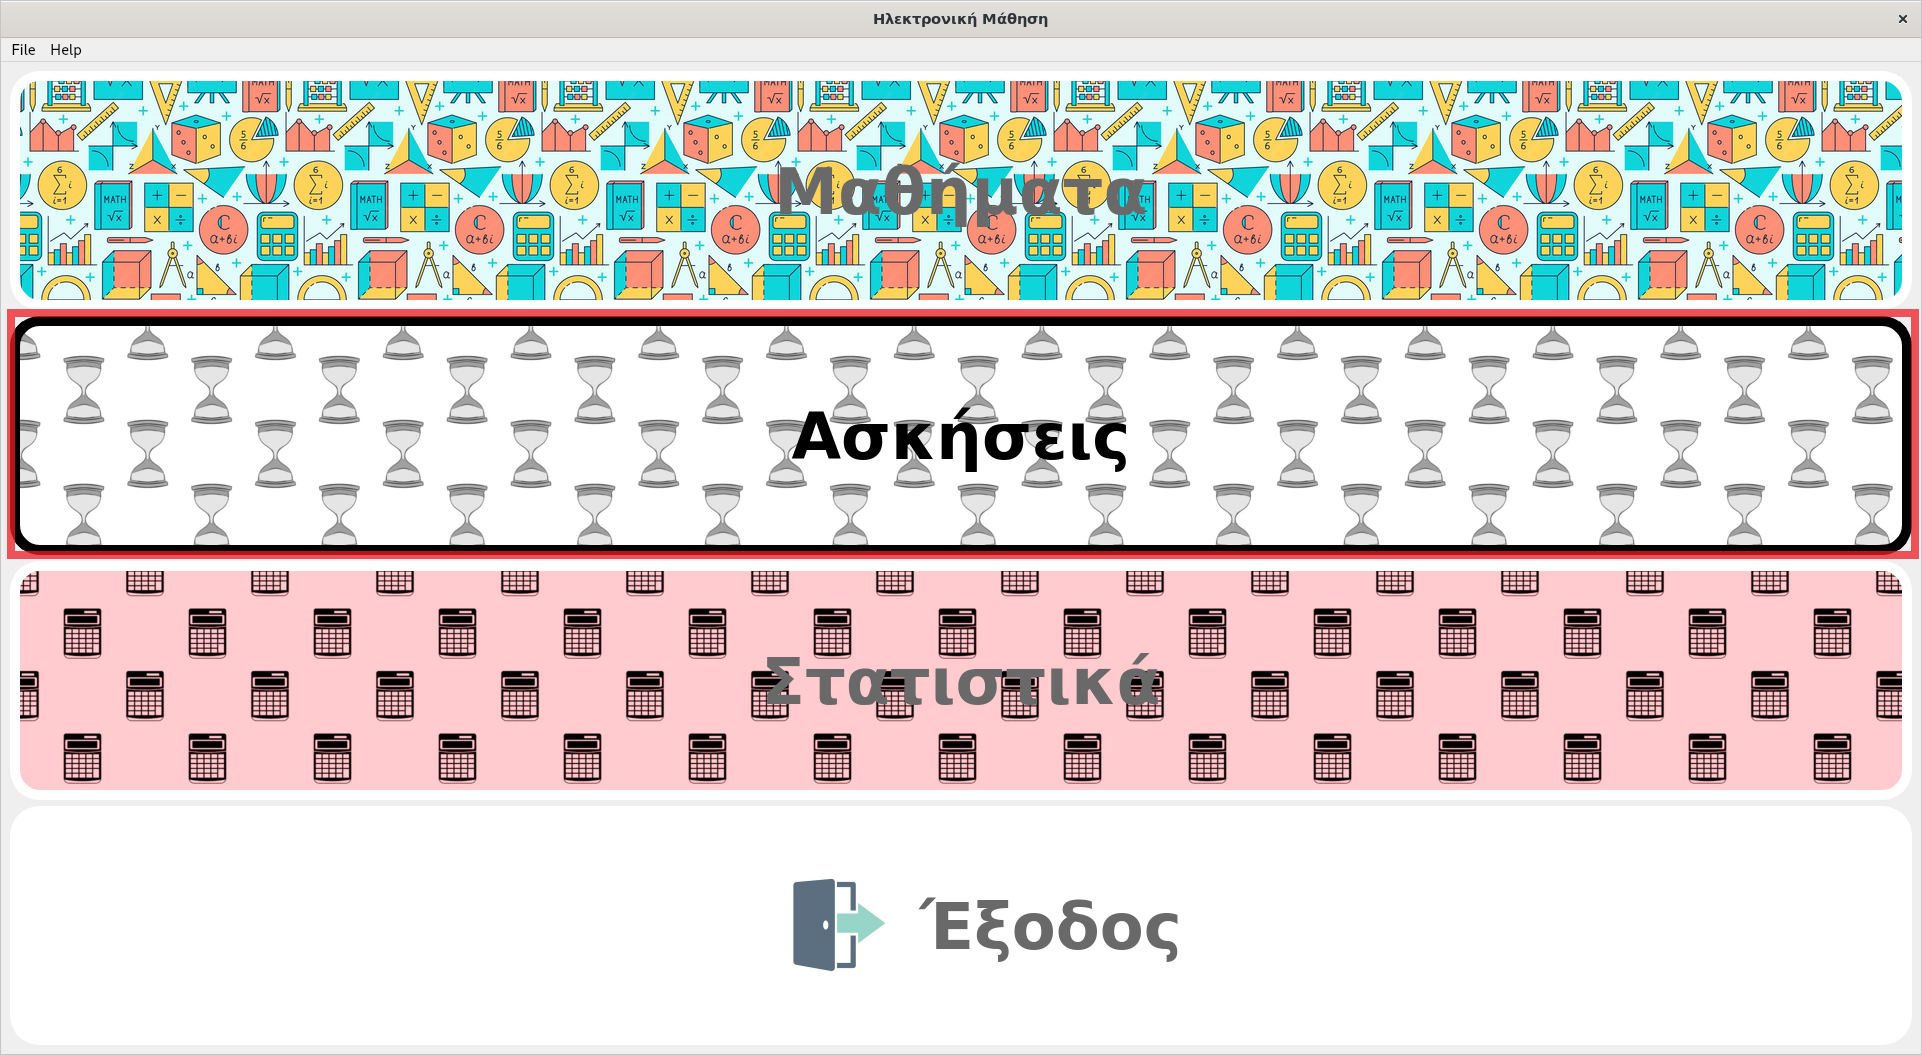 Ηλεκτρονική Μάθηση
File Help
Μαθήματα
Ασκήσεις
Στατιστικά
Έξοδος